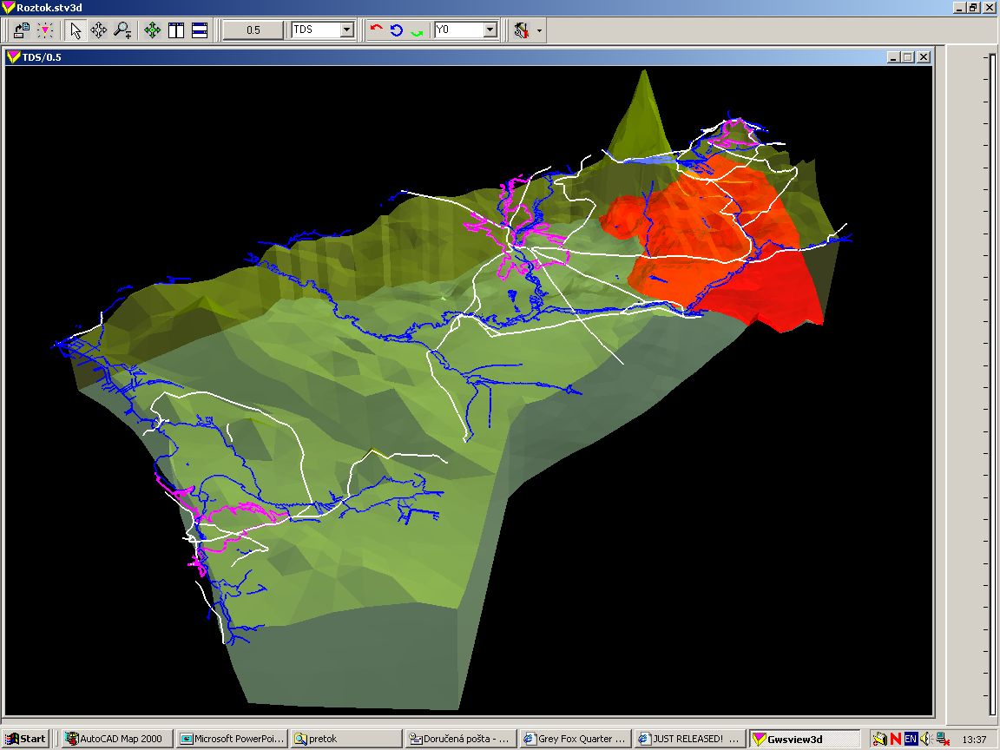 Roztok.stv3d
0.5 TDS Y0
TDS/0.5
Start AutoCAD Map 2000 Microsoft PowerPoi... pretok Doručená pošta - ... Grey Fox Quarter ... JUST RELEASED! ... Gwsview3d N EN 13:37